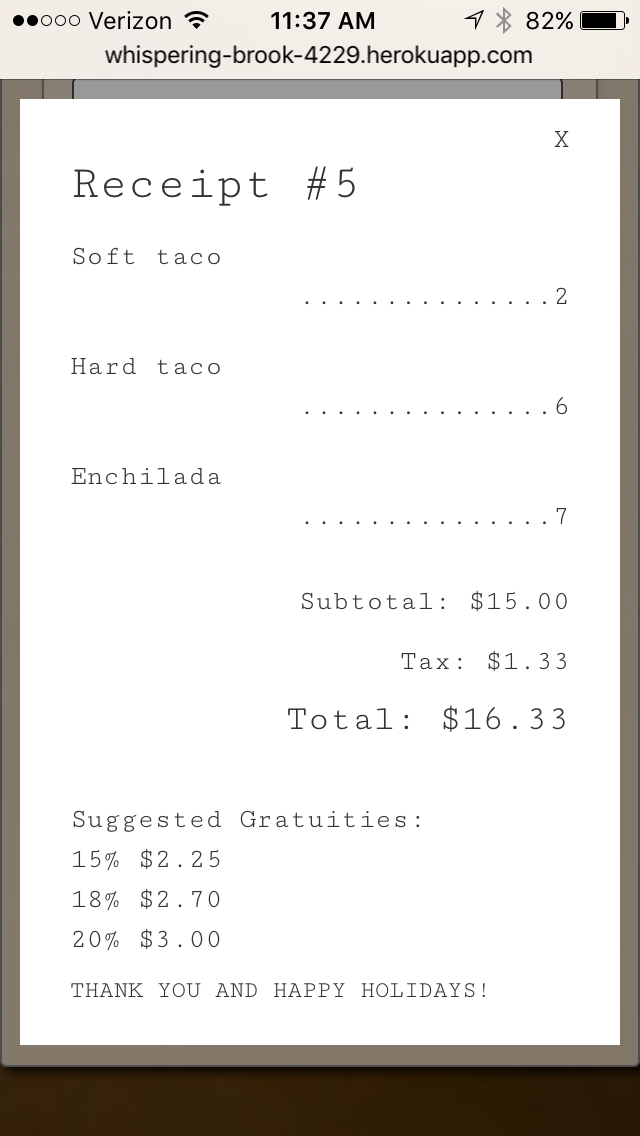 Verizon 11:37 AM 82%
whispering-brook-4229.herokuapp.com
X
Receipt #5
Soft taco
...............2
Hard taco
...............6
Enchilada
...............7
Subtotal: $15.00
Tax: $1.33
Total: $16.33
Suggested Gratuities:
15% $2.25
18% $2.70
20% $3.00
THANK YOU AND HAPPY HOLIDAYS!